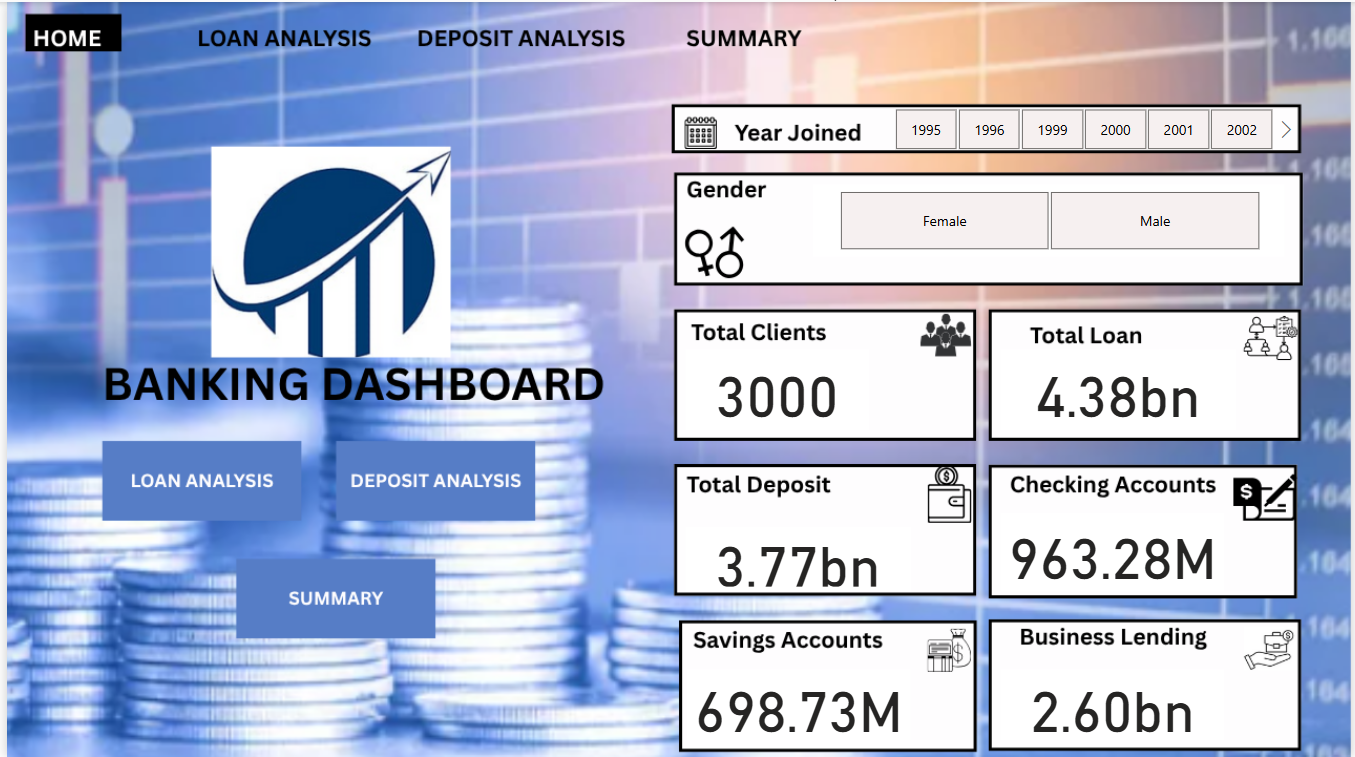 HOME
LOAN ANALYSIS
DEPOSIT ANALYSIS
SUMMARY
Year Joined
1995
1996
1999
2000
2001
2002
Gender
Female
Male
BANKING DASHBOARD
LOAN ANALYSIS
DEPOSIT ANALYSIS
SUMMARY
Total Clients
3000
Total Loan
4.38bn
Total Deposit
3.77bn
Checking Accounts
963.28M
Savings Accounts
698.73M
Business Lending
2.60bn